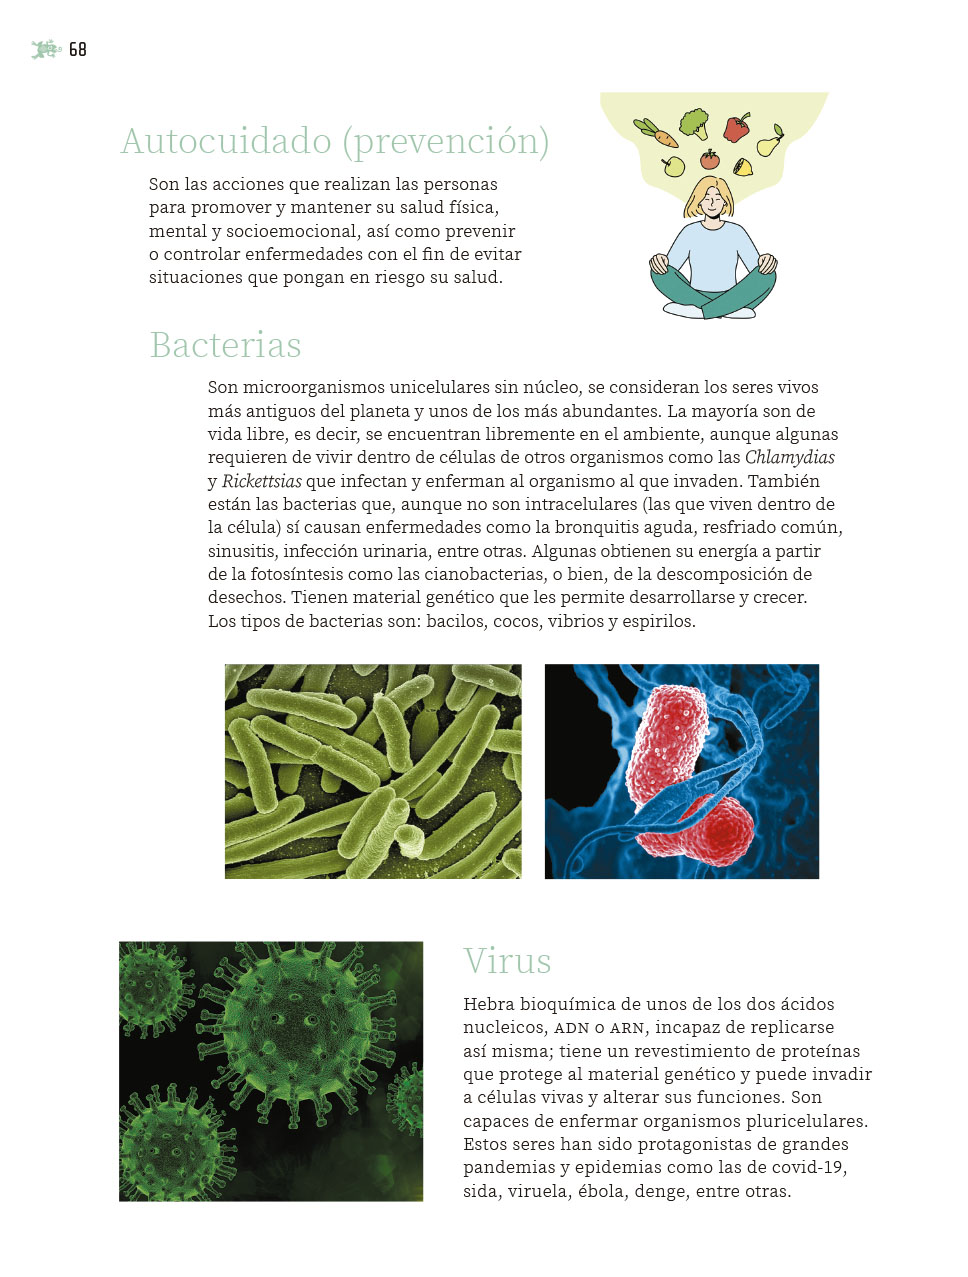 68
Autocuidado (prevención)
Son las acciones que realizan las personas
para promover y mantener su salud física,
mental y socioemocional, así como prevenir
o controlar enfermedades con el fin de evitar
situaciones que pongan en riesgo su salud.
Bacterias
Son microorganismos unicelulares sin núcleo, se consideran los seres vivos
más antiguos del planeta y unos de los más abundantes. La mayoría son de
vida libre, es decir, se encuentran libremente en el ambiente, aunque algunas
requieren de vivir dentro de células de otros organismos como las Chlamydias
y Rickettsias que infectan y enferman al organismo al que invaden. También
están las bacterias que, aunque no son intracelulares (las que viven dentro de
la célula) sí causan enfermedades como la bronquitis aguda, resfriado común,
sinusitis, infección urinaria, entre otras. Algunas obtienen su energía a partir
de la fotosíntesis como las cianobacterias, o bien, de la descomposición de
desechos. Tienen material genético que les permite desarrollarse y crecer.
Los tipos de bacterias son: bacilos, cocos, vibrios y espirilos.
Virus
Hebra bioquímica de unos de los dos ácidos
nucleicos, ADN o ARN, incapaz de replicarse
así misma; tiene un revestimiento de proteínas
que protege al material genético y puede invadir
a células vivas y alterar sus funciones. Son
capaces de enfermar organismos pluricelulares.
Estos seres han sido protagonistas de grandes
pandemias y epidemias como las de covid-19,
sida, viruela, ébola, denge, entre otras.